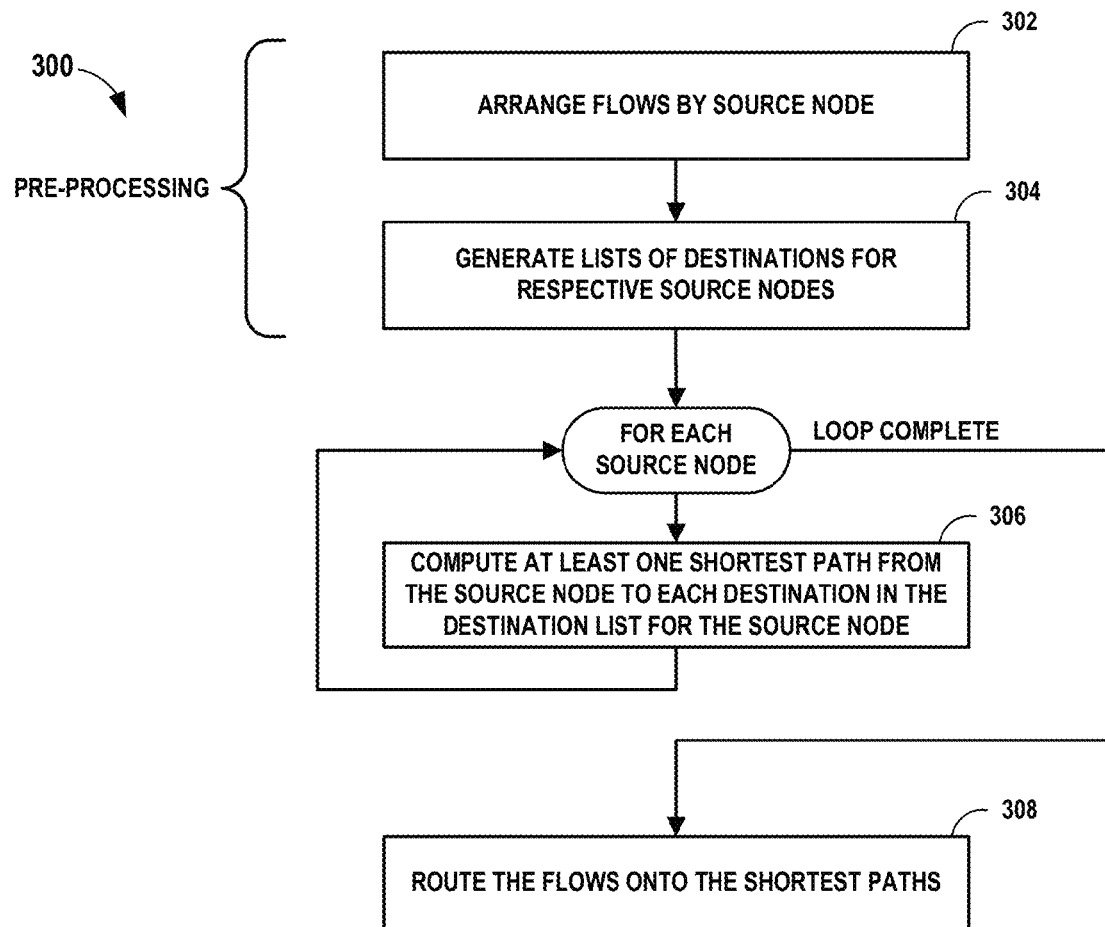 302
300
ARRANGE FLOWS BY SOURCE NODE
PRE-PROCESSING
304
GENERATE LISTS OF DESTINATIONS FOR
RESPECTIVE SOURCE NODES
FOR EACH
SOURCE NODE
LOOP COMPLETE
306
COMPUTE AT LEAST ONE SHORTEST PATH FROM
THE SOURCE NODE TO EACH DESTINATION IN THE
DESTINATION LIST FOR THE SOURCE NODE
308
ROUTE THE FLOWS ONTO THE SHORTEST PATHS